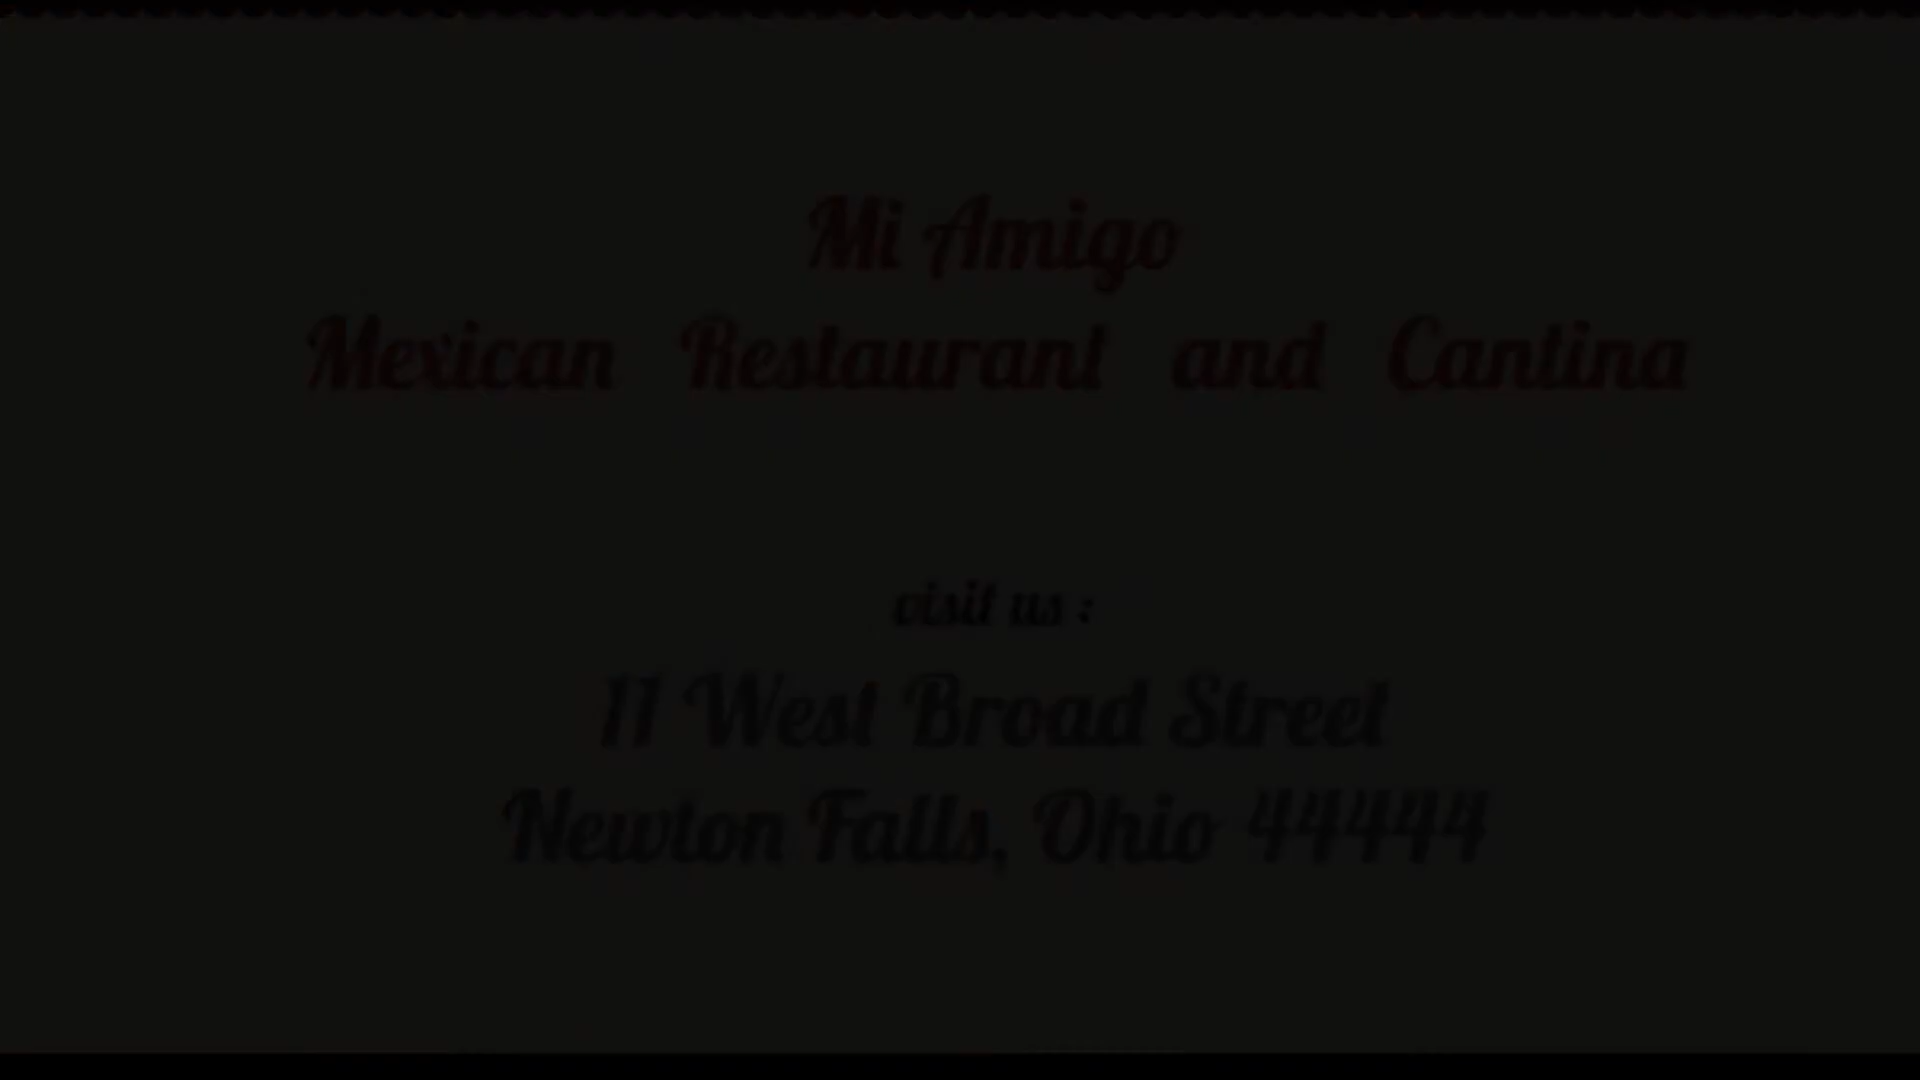 Mi Amigo
Mexican Restaurant and Cantina
visit us :
11 West Broad Street
Newton Falls, Ohio 44444